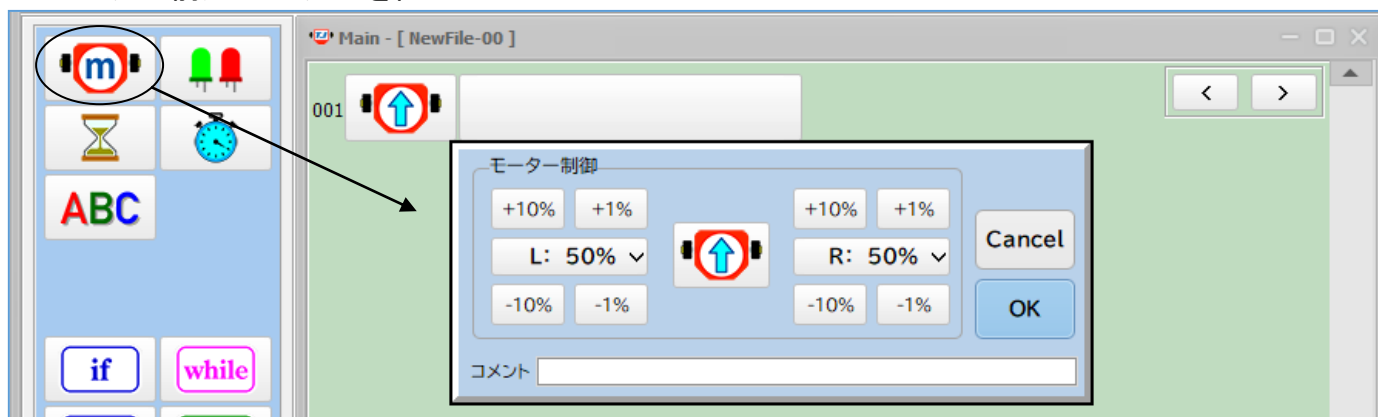 Main - [ NewFile-00 ]
m
001
< >
ABC
モーター制御
+10% +1% +10% +1%
L: 50% R: 50%
Cancel
-10% -1% -10% -1%
OK
コメント
if while